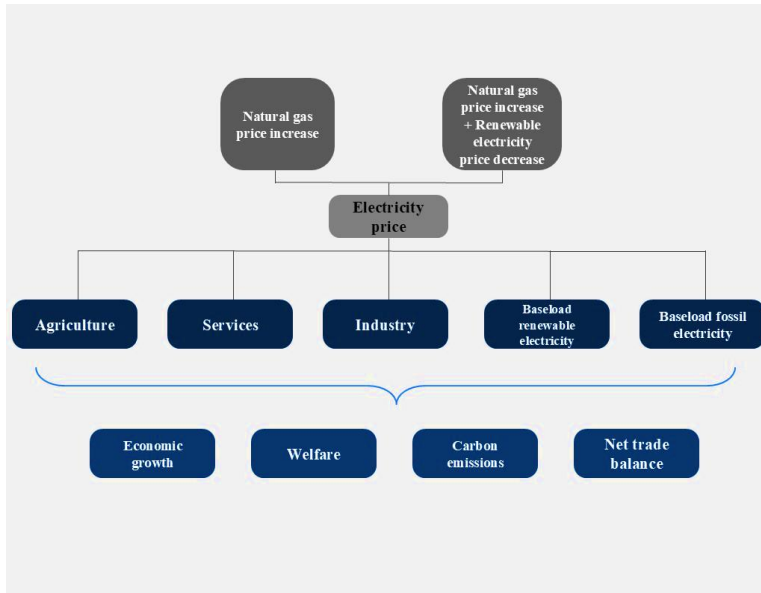 Natural gas
price increase
Natural gas
price increase
+ Renewable
electricity
price decrease
Electricity
price
Agriculture
Services
Industry
Baseload
renewable
electricity
Baseload fossil
electricity
Economic
growth
Welfare
Carbon
emissions
Net trade
balance